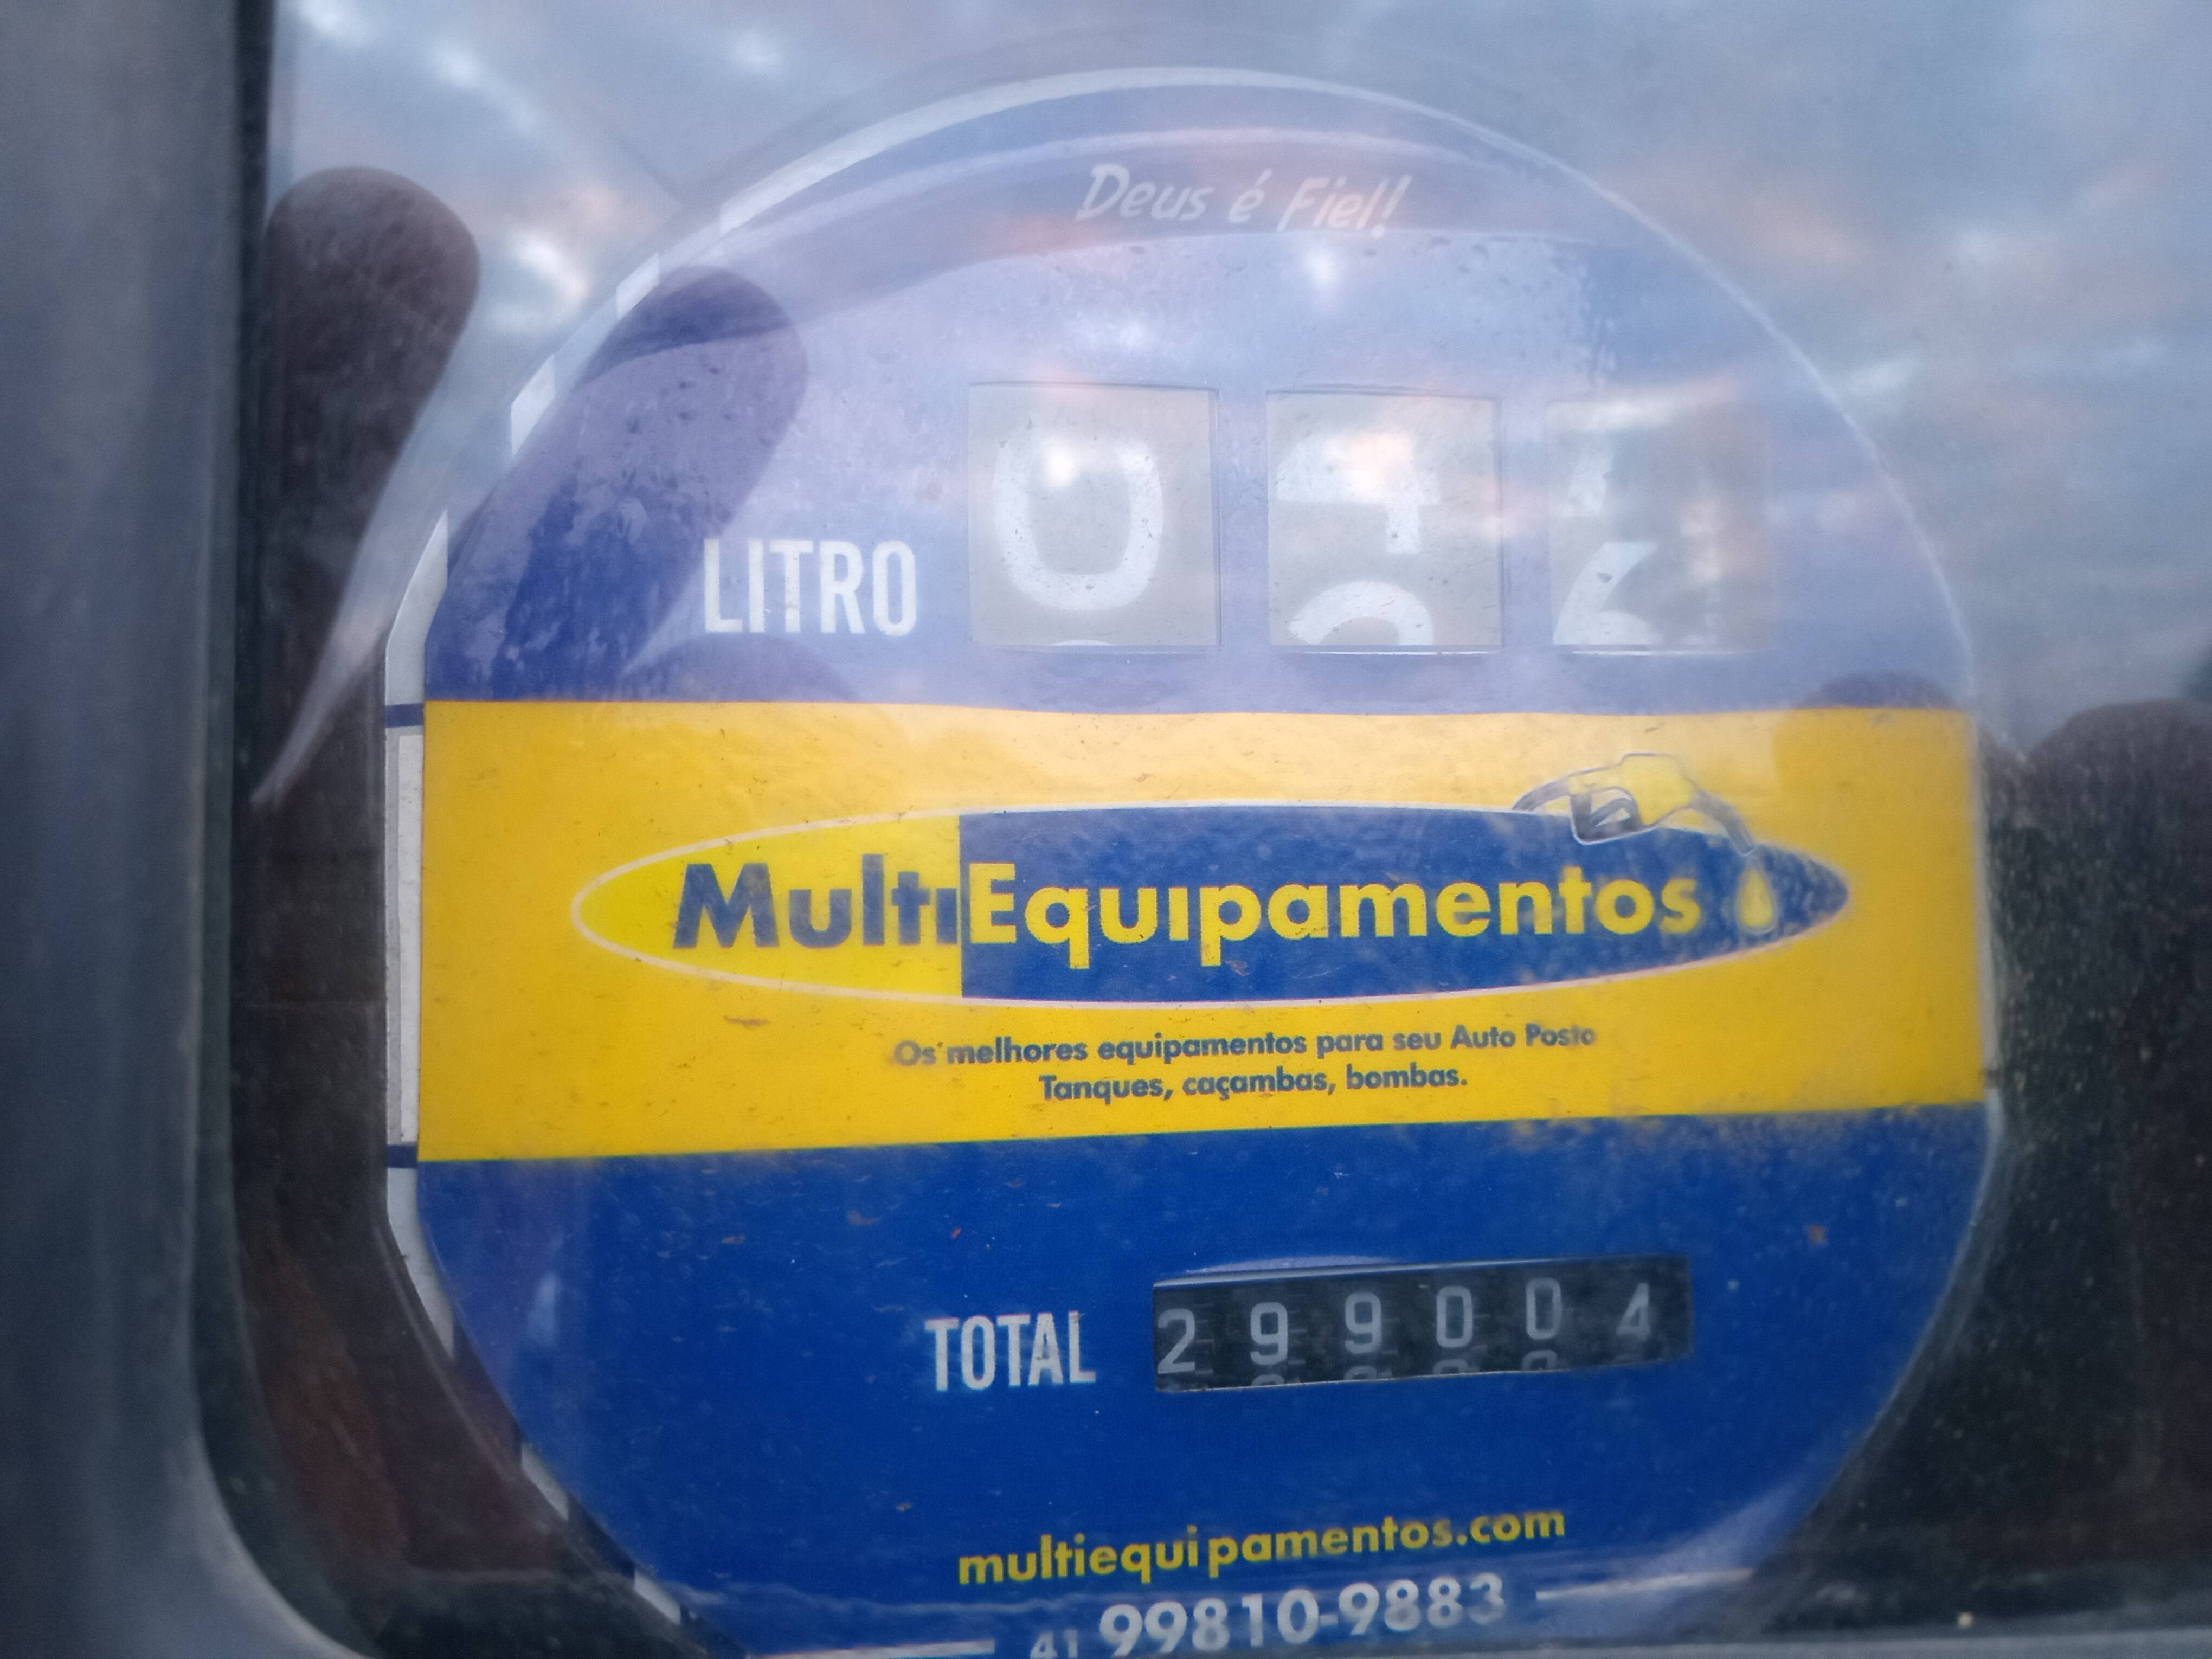 Deus é Fiel!
LITRO 0
MultiEquipamentos
Os melhores equipamentos para seu Auto Posto
Tanques, caçambas, bombas.
TOTAL 299004
multiequipamentos.com
41 99810-9883